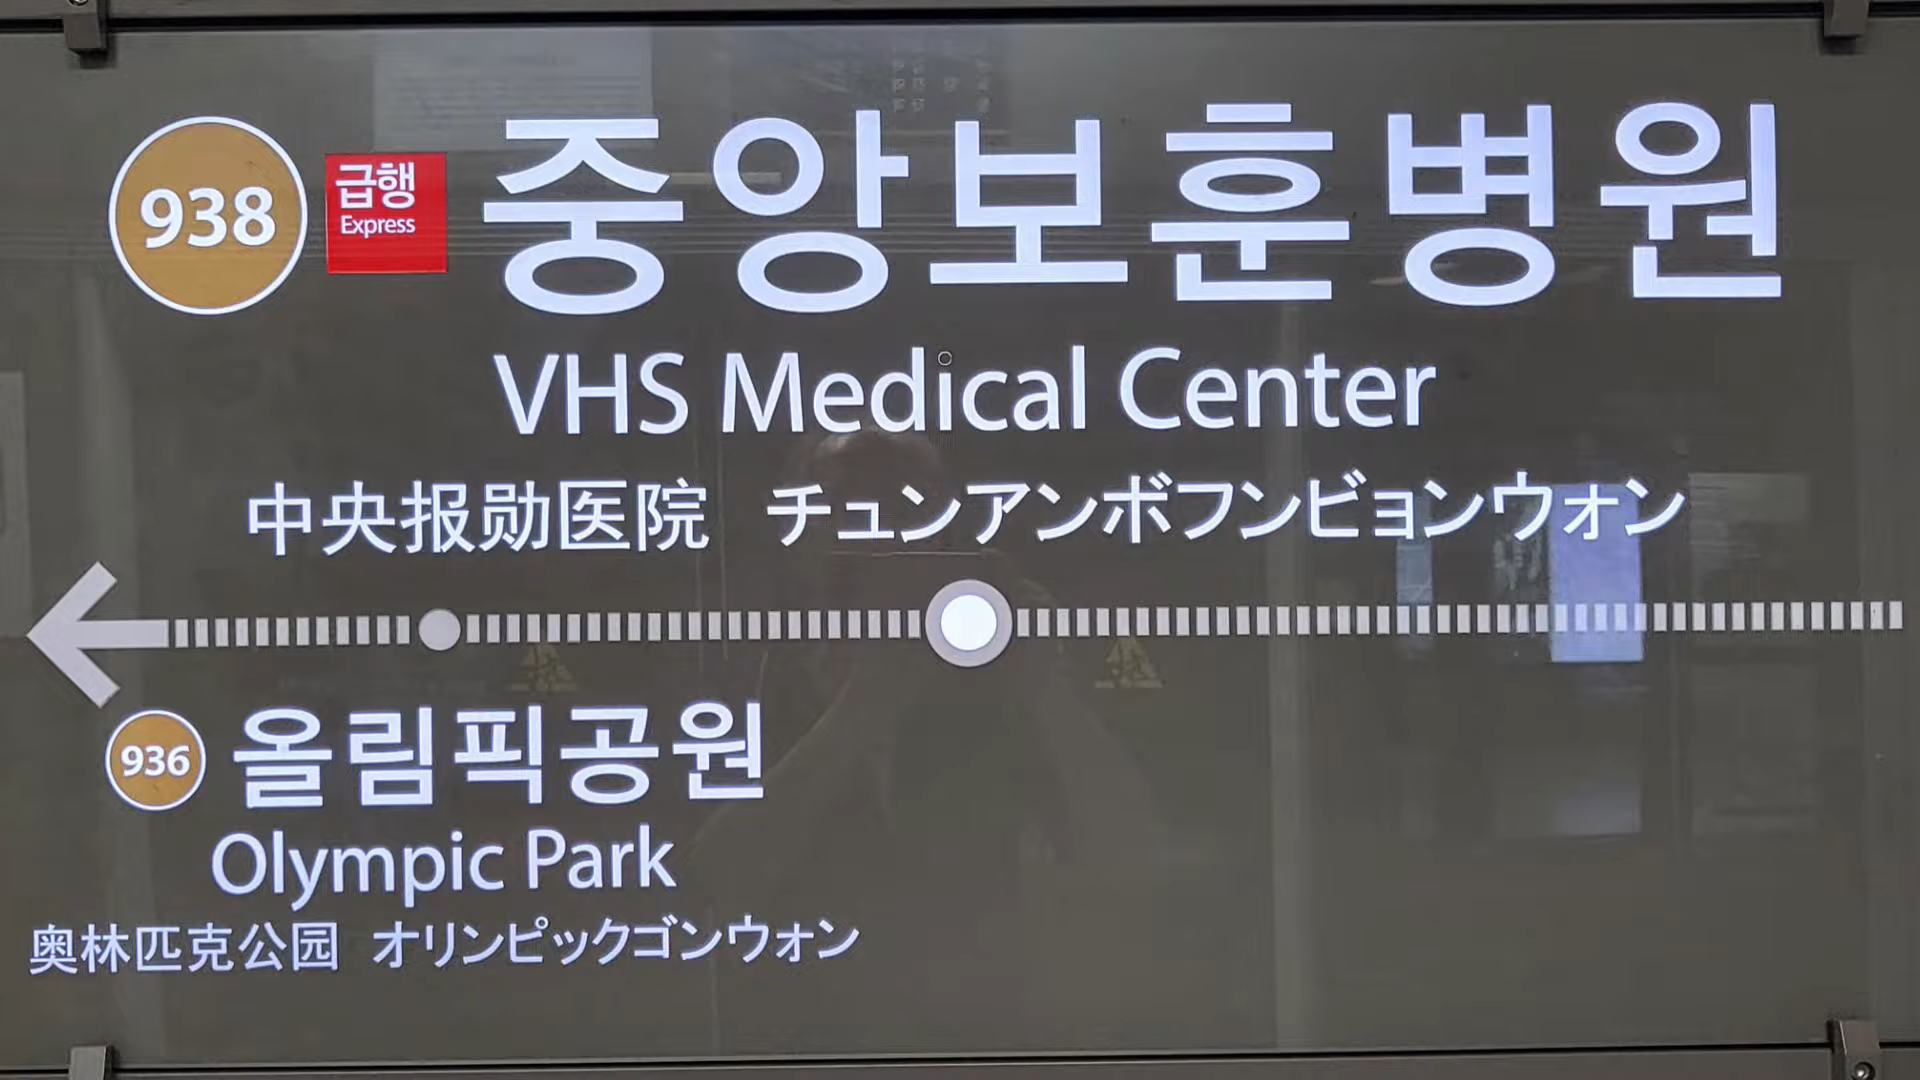 938 급행 중앙보훈병원
Express
VHS Medical Center
中央报勋医院 チュンアンボフンビョンウォン
936 올림픽공원
Olympic Park
奥林匹克公园 オリンピックゴンウォン